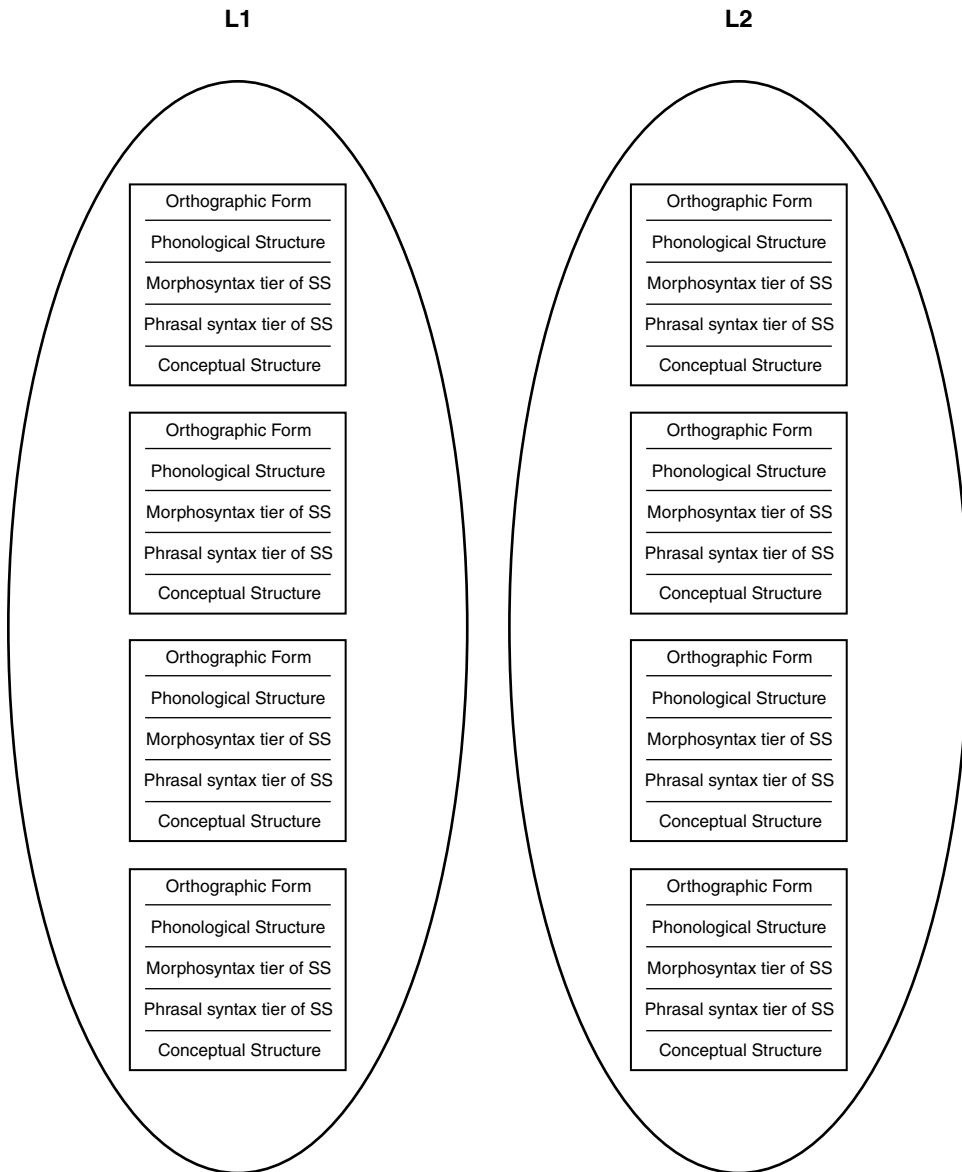 L1
Orthographic Form
Phonological Structure
Morphosyntax tier of SS
Phrasal syntax tier of SS
Conceptual Structure
Orthographic Form
Phonological Structure
Morphosyntax tier of SS
Phrasal syntax tier of SS
Conceptual Structure
Orthographic Form
Phonological Structure
Morphosyntax tier of SS
Phrasal syntax tier of SS
Conceptual Structure
Orthographic Form
Phonological Structure
Morphosyntax tier of SS
Phrasal syntax tier of SS
Conceptual Structure
L2
Orthographic Form
Phonological Structure
Morphosyntax tier of SS
Phrasal syntax tier of SS
Conceptual Structure
Orthographic Form
Phonological Structure
Morphosyntax tier of SS
Phrasal syntax tier of SS
Conceptual Structure
Orthographic Form
Phonological Structure
Morphosyntax tier of SS
Phrasal syntax tier of SS
Conceptual Structure
Orthographic Form
Phonological Structure
Morphosyntax tier of SS
Phrasal syntax tier of SS
Conceptual Structure